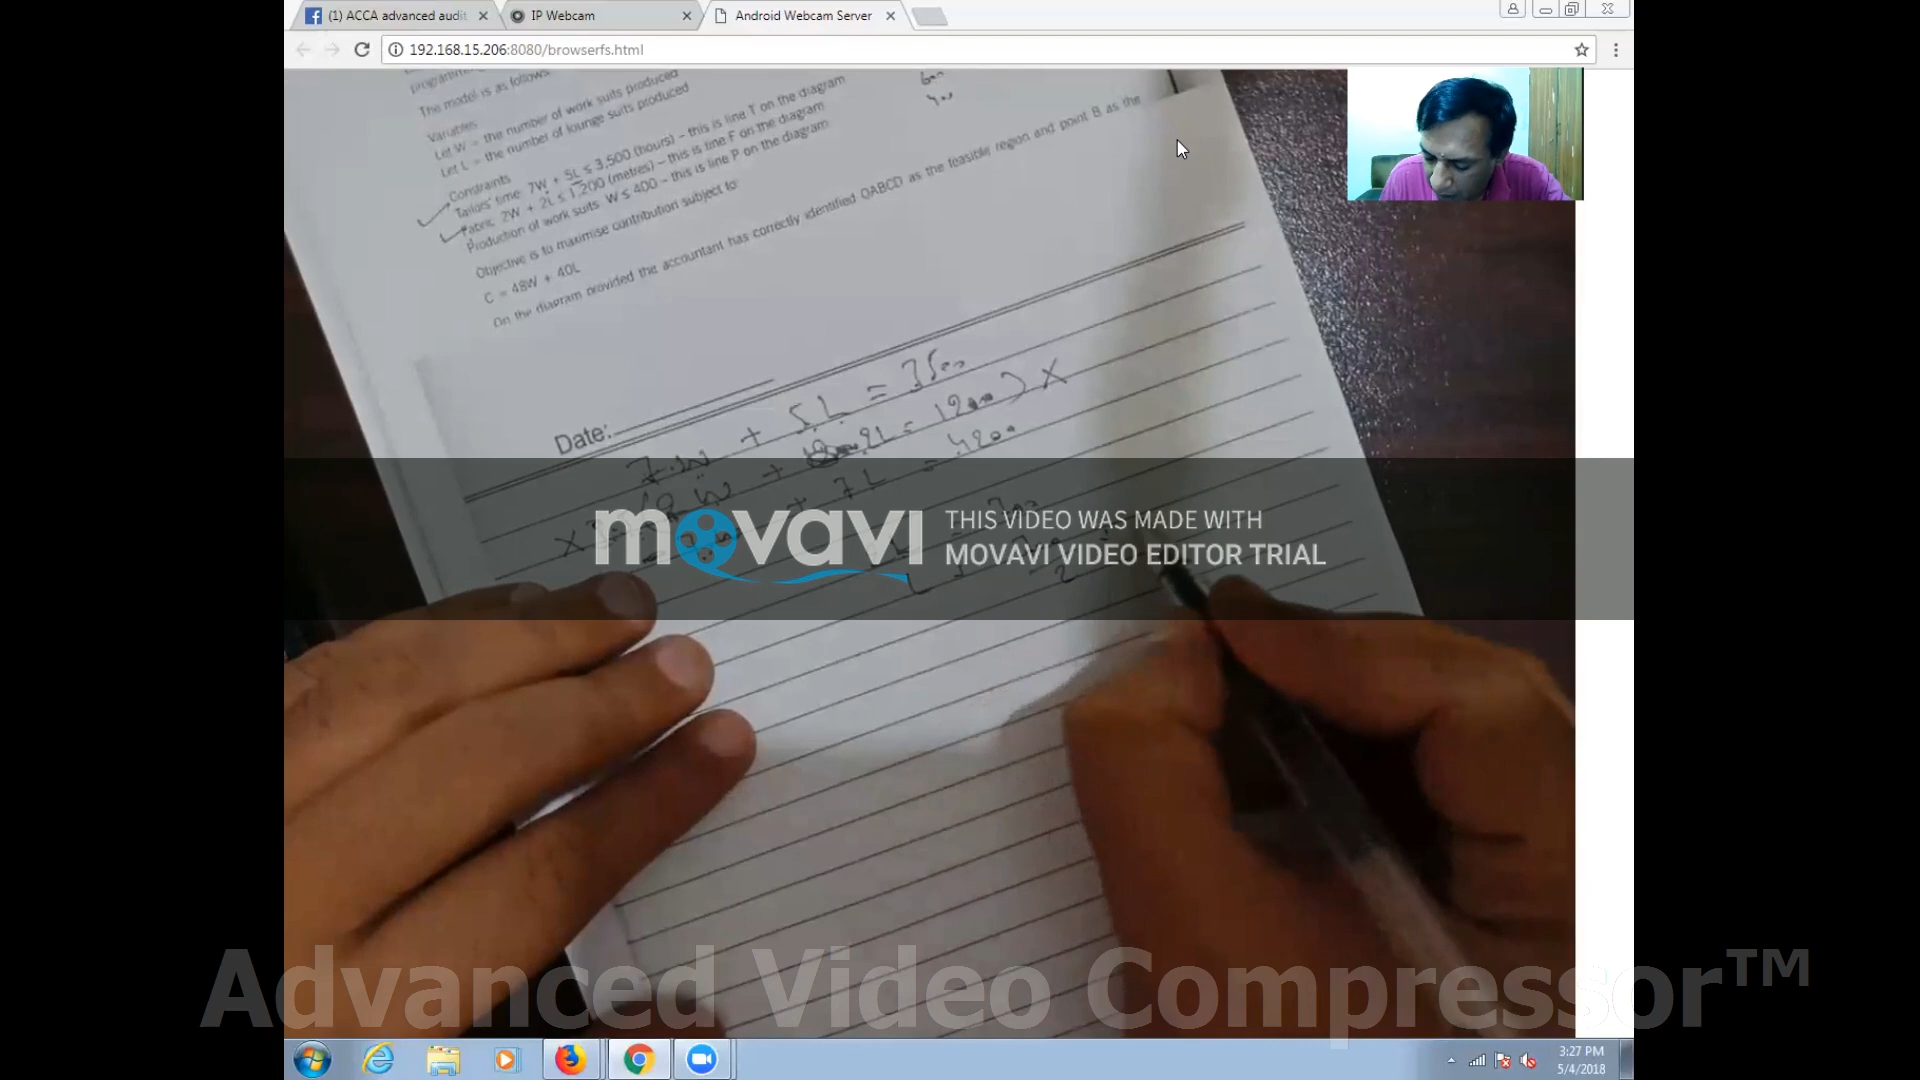 (1) ACCA advanced audit
IP Webcam
Android Webcam Server
192.168.15.206:8080/browserfs.html
programming
The model is as follows
Variables
Let W = the number of work suits produced
Let L = the number of lounge suits produced
Constraints
Tailors' time: 7W + 5L ≤ 3,500 (hours) – this is line T on the diagram
Fabric: 2W + 2L ≤ 1,200 (metres) – this is line F on the diagram
Production of work suits W ≤ 400 – this is line P on the diagram
Objective is to maximise contribution subject to:
C = 48W + 40L
On the diagram provided the accountant has correctly identified OABCD as the feasible region and point B as the
Date:
7W + 5L = 3500
2L = 1200) X
+ 7L = 4200
movavi
THIS VIDEO WAS MADE WITH
MOVAVI VIDEO EDITOR TRIAL
Advanced Video Compressor™
3:27 PM
5/4/2018